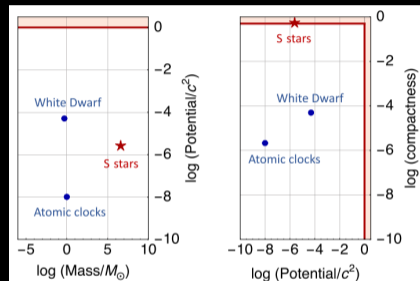 0
−2
White Dwarf
−4
S stars
−6
−8
Atomic clocks
−10
−5 0 5 10
log (Mass/M☉)
log (Potential/c²)
0
S stars
−2
White Dwarf
−4
Atomic clocks
−6
−8
−10
−10 −8 −6 −4 −2 0
log (Potential/c²)
log (compactness)